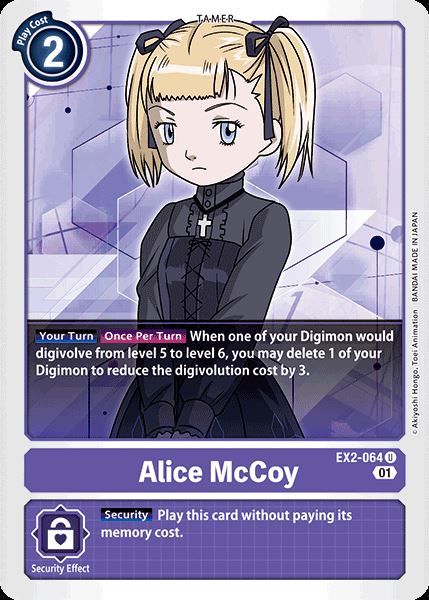 TAMER
Play Cost
2
Your Turn Once Per Turn When one of your Digimon would
digivolve from level 5 to level 6, you may delete 1 of your
Digimon to reduce the digivolution cost by 3.
©Akiyoshi Hongo, Toei Animation BANDAI MADE IN JAPAN
EX2-064 U
Alice McCoy
01
Security Play this card without paying its
memory cost.
Security Effect